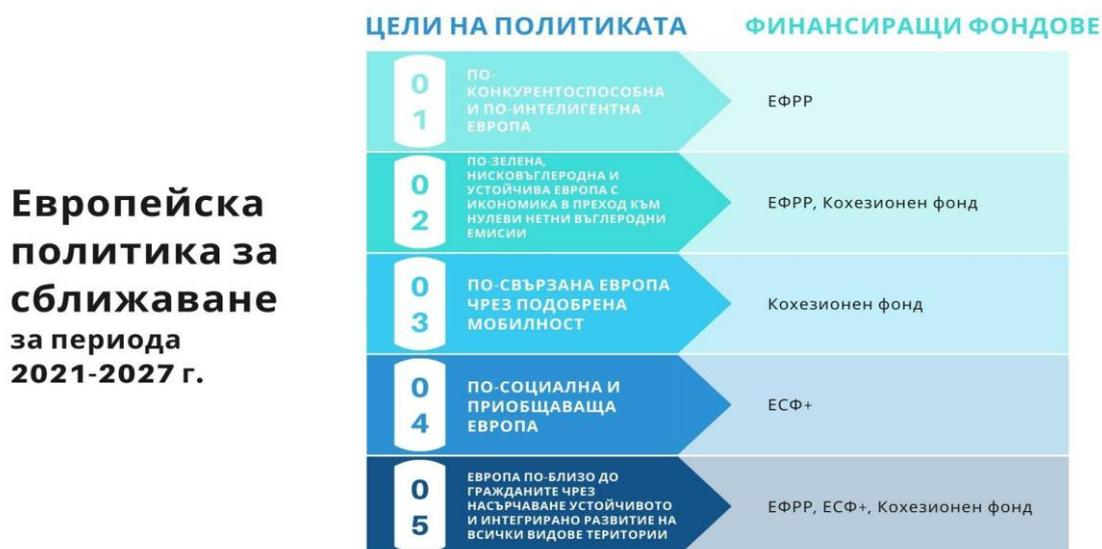 ЦЕЛИ НА ПОЛИТИКАТА
ФИНАНСИРАЩИ ФОНДОВЕ
Европейска
политика за
сближаване
за периода
2021-2027 г.
0
1
ПО-
КОНКУРЕНТОСПОСОБНА
И ПО-ИНТЕЛИГЕНТНА
ЕВРОПА
ЕФРР
0
2
ПО-ЗЕЛЕНА,
НИСКОВЪГЛЕРОДНА И
УСТОЙЧИВА ЕВРОПА С
ИКОНОМИКА В ПРЕХОД КЪМ
НУЛЕВИ НЕТНИ ВЪГЛЕРОДНИ
ЕМИСИИ
ЕФРР, Кохезионен фонд
0
3
ПО-СВЪРЗАНА ЕВРОПА
ЧРЕЗ ПОДОБРЕНА
МОБИЛНОСТ
Кохезионен фонд
0
4
ПО-СОЦИАЛНА И
ПРИОБЩАВАЩА
ЕВРОПА
ЕСФ+
0
5
ЕВРОПА ПО-БЛИЗО ДО
ГРАЖДАНИТЕ ЧРЕЗ
НАСЪРЧАВАНЕ УСТОЙЧИВОТО
И ИНТЕГРИРАНО РАЗВИТИЕ НА
ВСИЧКИ ВИДОВЕ ТЕРИТОРИИ
ЕФРР, ЕСФ+, Кохезионен фонд